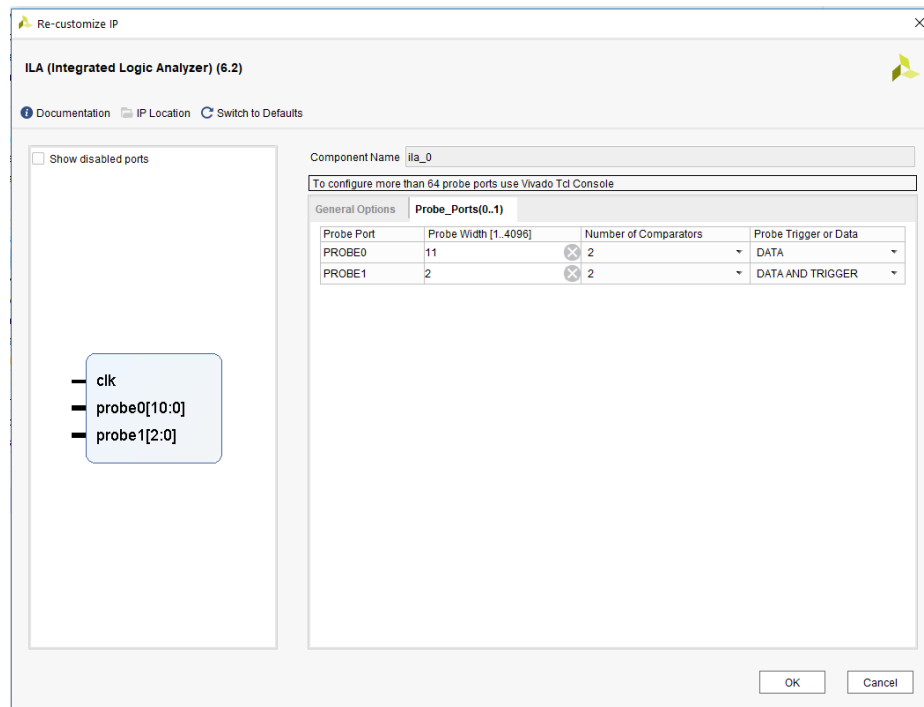 Re-customize IP
ILA (Integrated Logic Analyzer) (6.2)
Documentation IP Location Switch to Defaults
Show disabled ports
clk
probe0[10:0]
probe1[2:0]
Component Name ila_0
To configure more than 64 probe ports use Vivado Tcl Console
General Options Probe_Ports(0..1)
Probe Port Probe Width [1..4096] Number of Comparators Probe Trigger or Data
PROBE0 11 2 DATA
PROBE1 2 2 DATA AND TRIGGER
OK Cancel